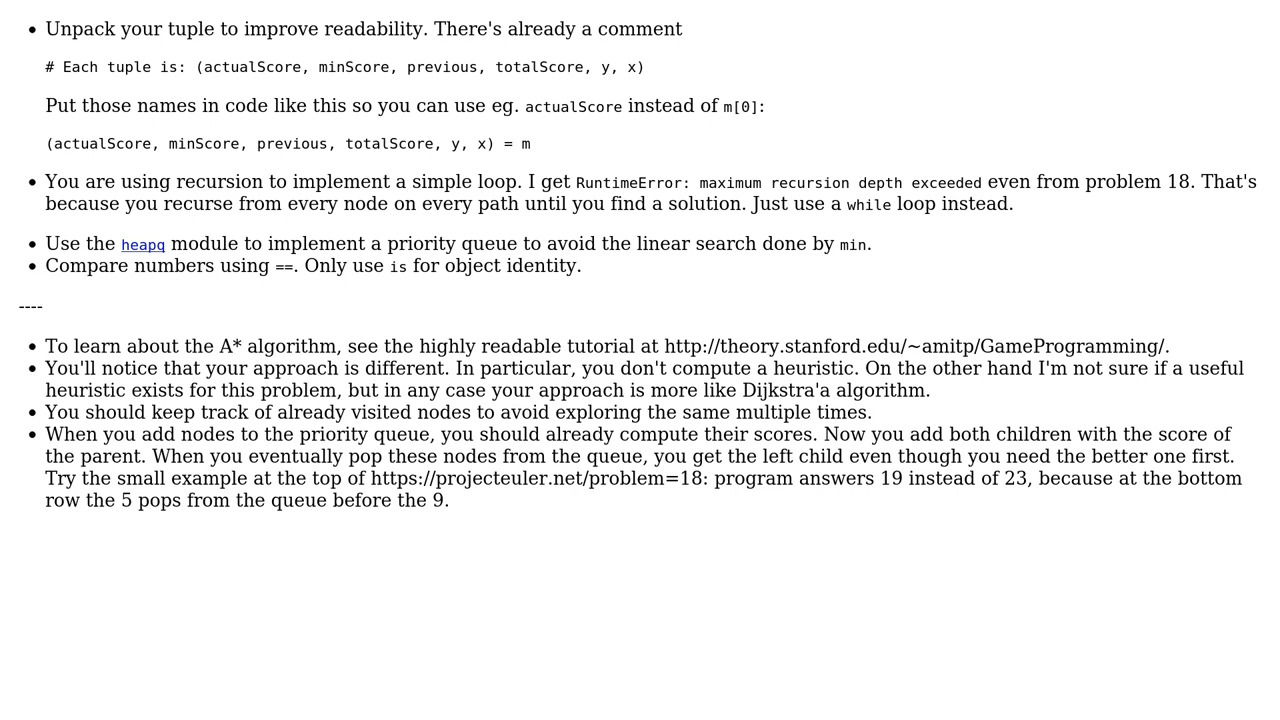 Unpack your tuple to improve readability. There's already a comment
# Each tuple is: (actualScore, minScore, previous, totalScore, y, x)
Put those names in code like this so you can use eg. actualScore instead of m[0]:
(actualScore, minScore, previous, totalScore, y, x) = m
You are using recursion to implement a simple loop. I get RuntimeError: maximum recursion depth exceeded even from problem 18. That's
because you recurse from every node on every path until you find a solution. Just use a while loop instead.
Use the heapq module to implement a priority queue to avoid the linear search done by min.
Compare numbers using ==. Only use is for object identity.
----
To learn about the A* algorithm, see the highly readable tutorial at http://theory.stanford.edu/~amitp/GameProgramming/.
You'll notice that your approach is different. In particular, you don't compute a heuristic. On the other hand I'm not sure if a useful
heuristic exists for this problem, but in any case your approach is more like Dijkstra'a algorithm.
You should keep track of already visited nodes to avoid exploring the same multiple times.
When you add nodes to the priority queue, you should already compute their scores. Now you add both children with the score of
the parent. When you eventually pop these nodes from the queue, you get the left child even though you need the better one first.
Try the small example at the top of https://projecteuler.net/problem=18: program answers 19 instead of 23, because at the bottom
row the 5 pops from the queue before the 9.